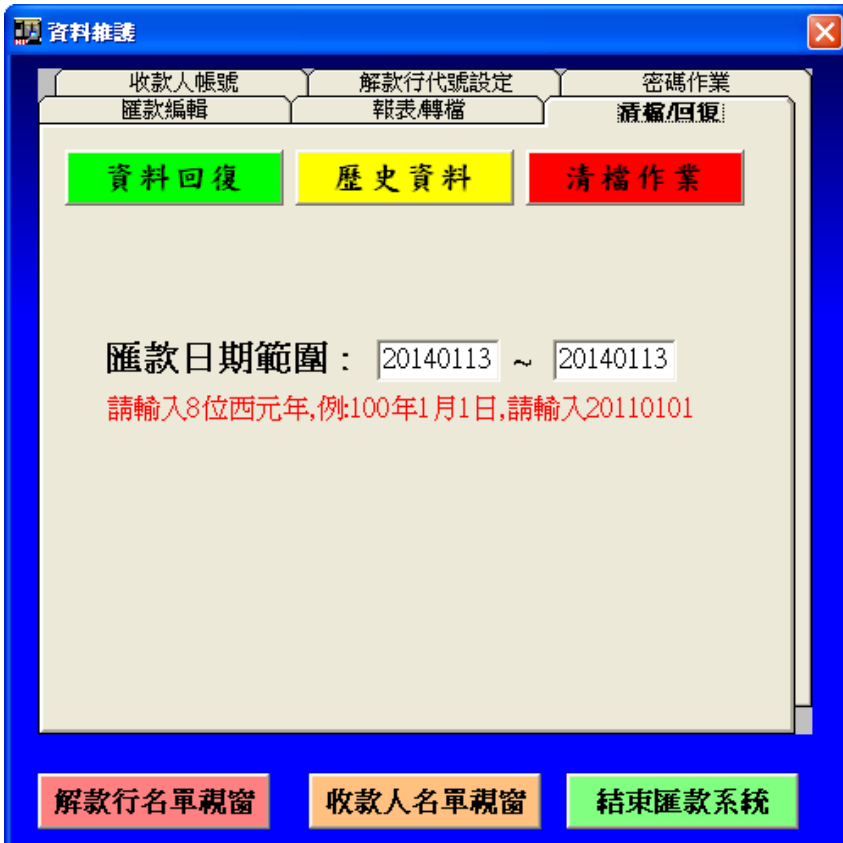 資料維護
收款人帳號 解款行代號設定 密碼作業
匯款編輯 報表/轉檔 清檔/回復
資料回復 歷史資料 清檔作業
匯款日期範圍： 20140113 ~ 20140113
請輸入8位西元年,例:100年1月1日,請輸入20110101
解款行名單視窗 收款人名單視窗 結束匯款系統